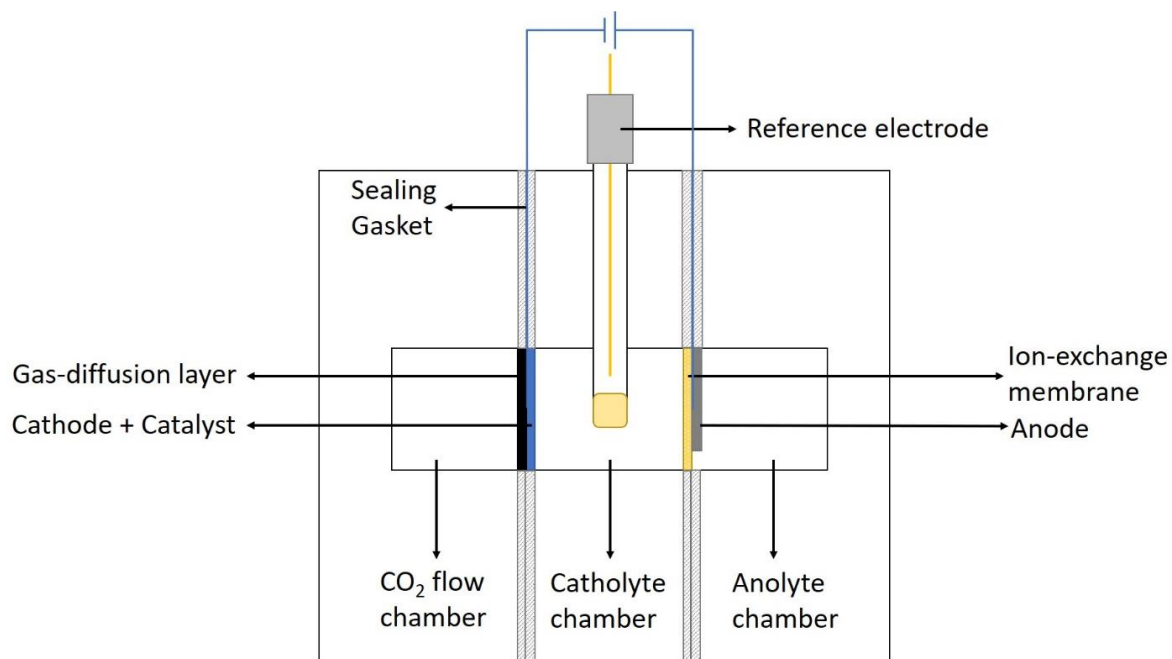 Reference electrode
Sealing
Gasket
Gas-diffusion layer
Cathode + Catalyst
Ion-exchange
membrane
Anode
CO₂ flow
chamber
Catholyte
chamber
Anolyte
chamber